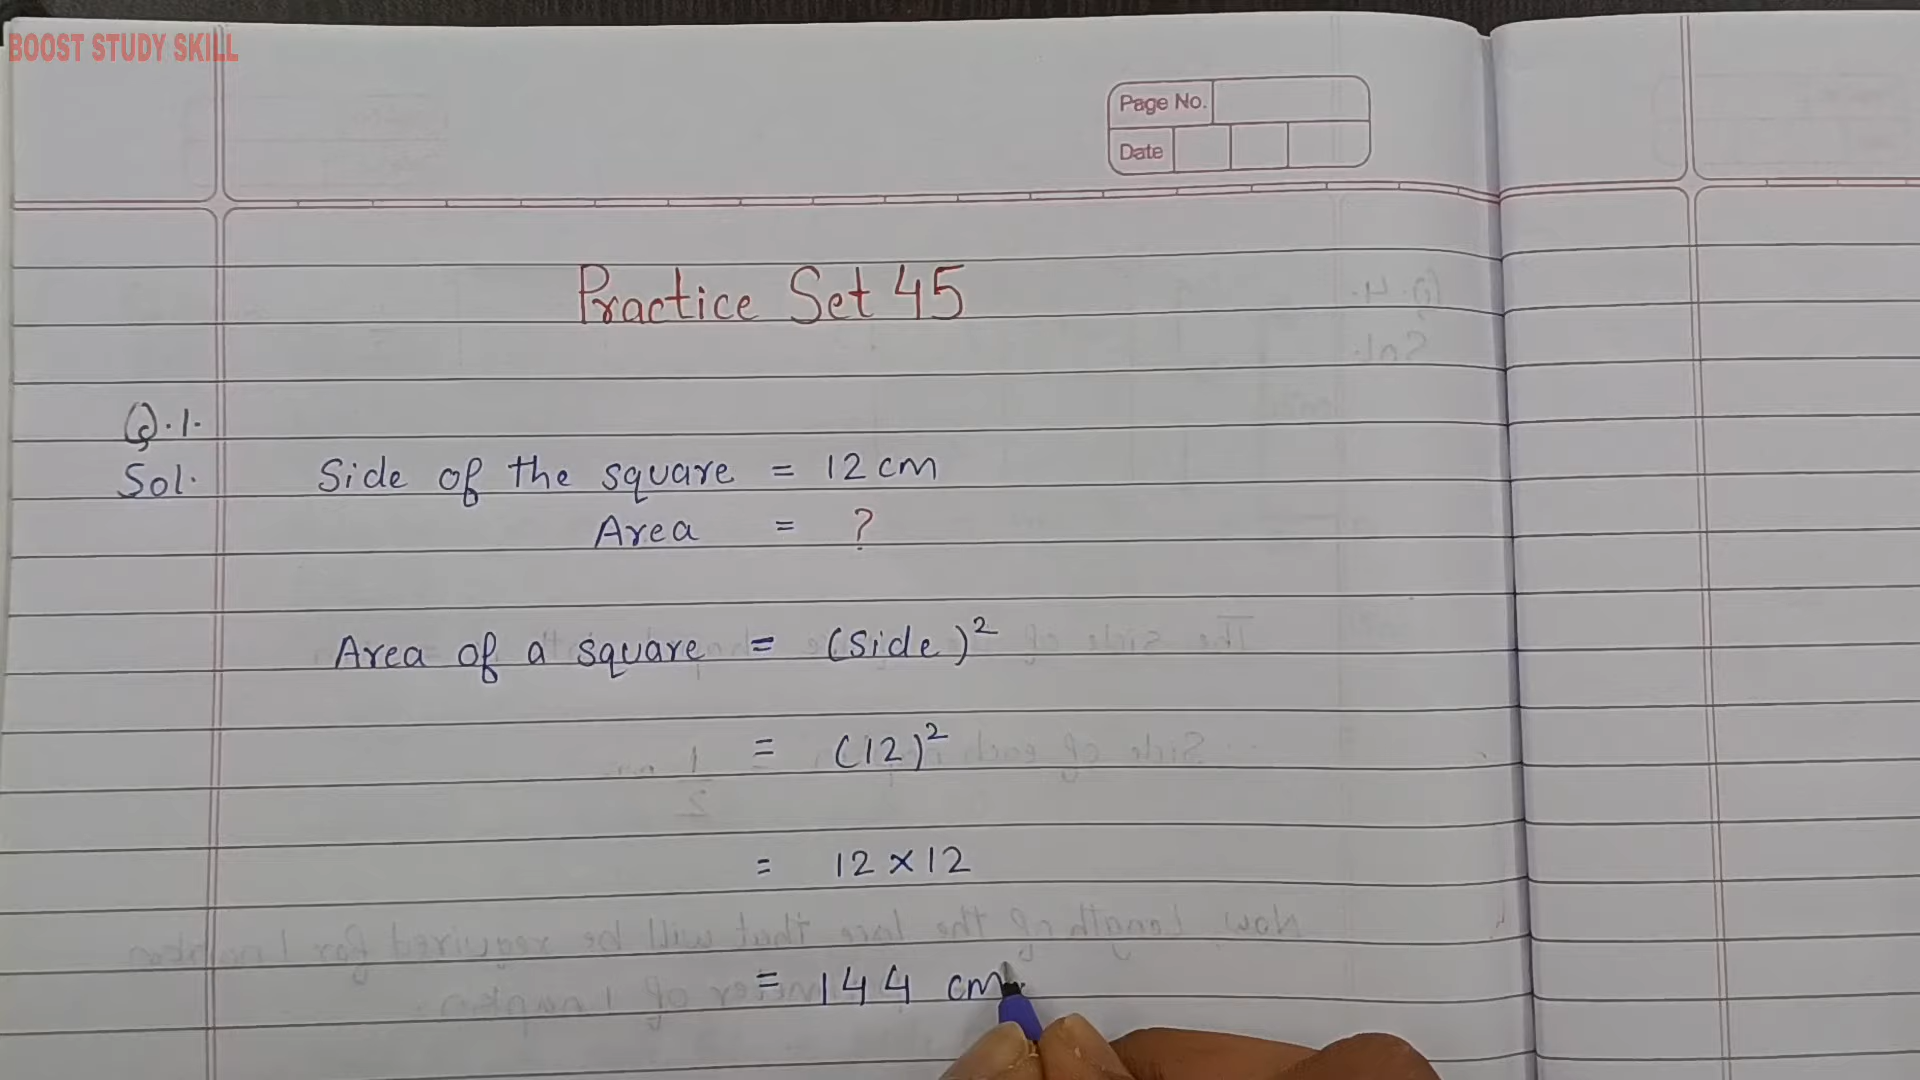 BOOST STUDY SKILL
Page No.
Date
Practice Set 45
Q.1.
Sol. Side of the square = 12 cm
Area = ?
Area of a square = (Side)²
= (12)²
= 12 × 12
= 144 cm